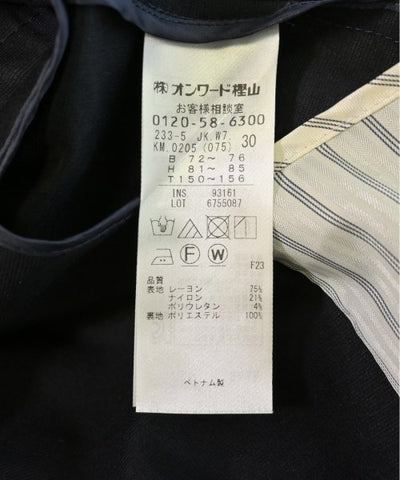 ㈱オンワード樫山
お客様相談室
0120-58-6300
233-5 JK.W7.
KM.0205(075) 30
B 72～ 76
H 81～ 85
T 150～156
INS. 93161
LOT 6755087
F W
F23
品質
表地 レーヨン 75%
ナイロン 21%
ポリウレタン 4%
裏地 ポリエステル 100%
ベトナム製